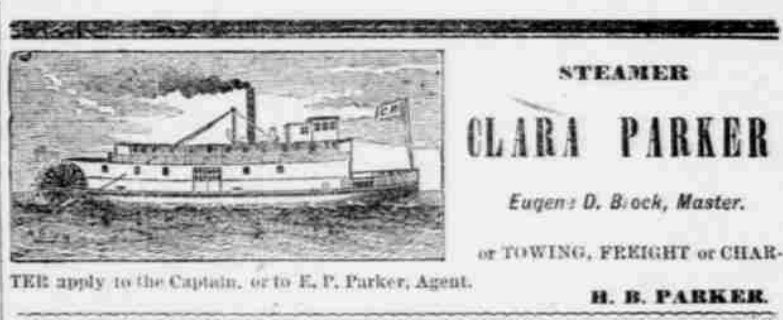 STEAMER
CLARA PARKER
Eugene D. Brock, Master.
or TOWING, FREIGHT or CHAR-
TER apply to the Captain, or to E. P. Parker, Agent.
H. B. PARKER.
C.P.